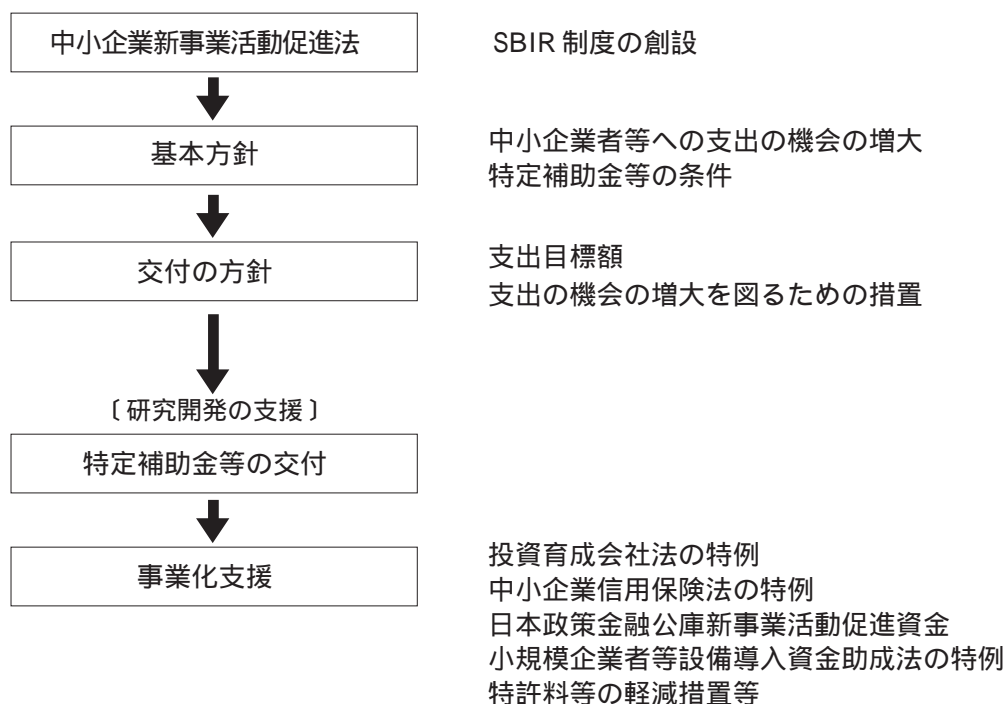 中小企業新事業活動促進法
SBIR 制度の創設
基本方針
中小企業者等への支出の機会の増大
特定補助金等の条件
交付の方針
支出目標額
支出の機会の増大を図るための措置
〔研究開発の支援〕
特定補助金等の交付
事業化支援
投資育成会社法の特例
中小企業信用保険法の特例
日本政策金融公庫新事業活動促進資金
小規模企業者等設備導入資金助成法の特例
特許料等の軽減措置等